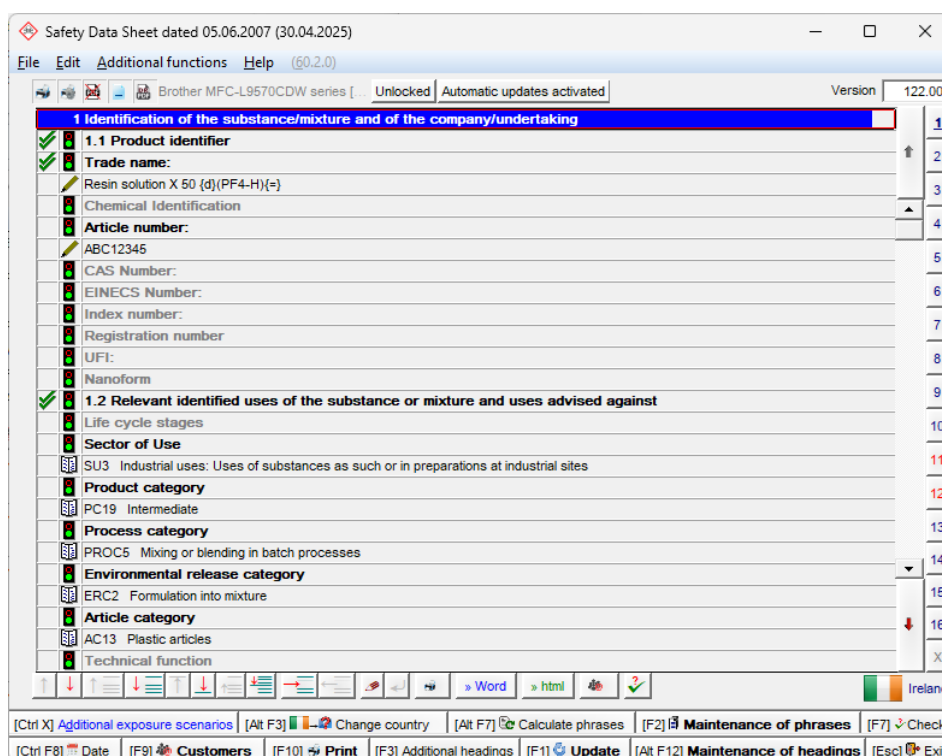 Safety Data Sheet dated 05.06.2007 (30.04.2025)
File Edit Additional functions Help (60.2.0)
Brother MFC-L9570CDW series [... Unlocked Automatic updates activated Version 122.00
1 Identification of the substance/mixture and of the company/undertaking
1.1 Product identifier
Trade name:
Resin solution X 50 {d}(PF4-H){=}
Chemical Identification
Article number:
ABC12345
CAS Number:
EINECS Number:
Index number:
Registration number
UFI:
Nanoform
1.2 Relevant identified uses of the substance or mixture and uses advised against
Life cycle stages
Sector of Use
SU3 Industrial uses: Uses of substances as such or in preparations at industrial sites
Product category
PC19 Intermediate
Process category
PROC5 Mixing or blending in batch processes
Environmental release category
ERC2 Formulation into mixture
Article category
AC13 Plastic articles
Technical function
1
2
3
4
5
6
7
8
9
10
11
12
13
14
15
16
X
» Word » html Irelan
[Ctrl X] Additional exposure scenarios [Alt F3] Change country [Alt F7] Calculate phrases [F2] Maintenance of phrases [F7] Check
[Ctrl F8] Date [F9] Customers [F10] Print [F3] Additional headings [F1] Update [Alt F12] Maintenance of headings [Esc] Ex